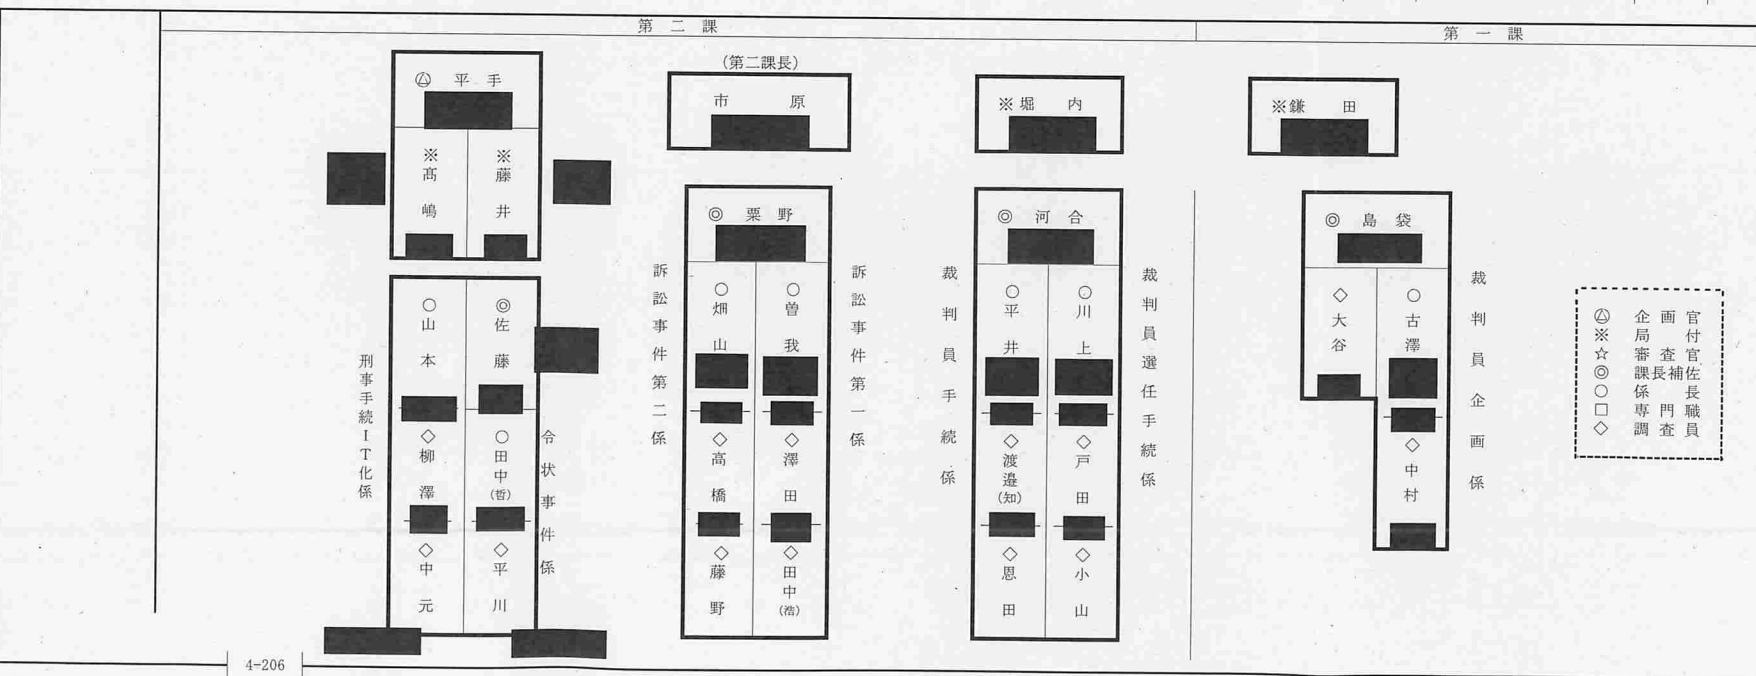 第二課
第一課
△ 平手
※髙嶋
※藤井
(第二課長)
市原
※堀内
※鎌田
◎ 粟野
◎ 河合
◎ 島袋
刑事手続IT化係
○山本
◇柳澤
◇中元
◎佐藤
○田中(哲)
◇平川
令状事件係
訴訟事件第二係
○畑山
◇高橋
◇藤野
○曽我
◇澤田
◇田中(浩)
訴訟事件第一係
裁判員手続係
○平井
◇渡邉(知)
◇恩田
○川上
◇戸田
◇小山
裁判員選任手続係
◇大谷
○古澤
◇中村
裁判員企画係
△ 企画官
※ 局付
☆ 審査官
◎ 課長補佐
○ 係長
□ 専門職
◇ 調査員
4-206